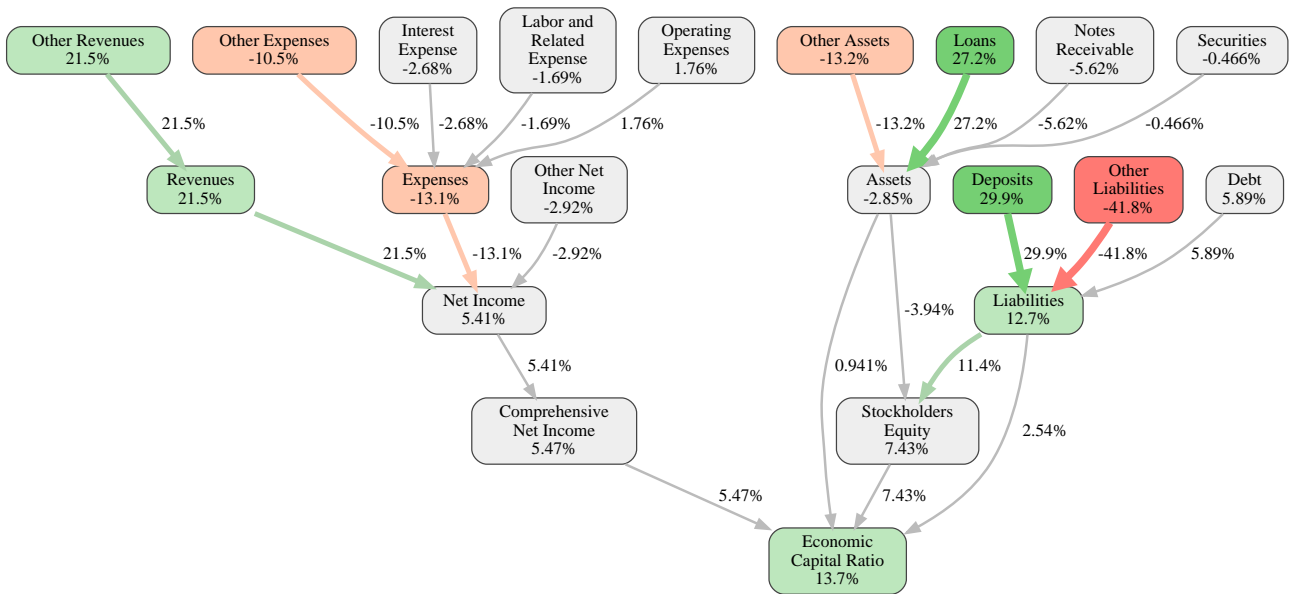 Other Revenues
21.5%
Other Expenses
-10.5%
Interest
Expense
-2.68%
Labor and
Related
Expense
-1.69%
Operating
Expenses
1.76%
Other Assets
-13.2%
Loans
27.2%
Notes
Receivable
-5.62%
Securities
-0.466%
21.5%
-10.5%
-2.68%
-1.69%
1.76%
-13.2%
27.2%
-5.62%
-0.466%
Revenues
21.5%
Expenses
-13.1%
Other Net
Income
-2.92%
Assets
-2.85%
Deposits
29.9%
Other
Liabilities
-41.8%
Debt
5.89%
21.5%
-13.1%
-2.92%
29.9%
-41.8%
5.89%
Net Income
5.41%
-3.94%
Liabilities
12.7%
5.41%
0.941%
11.4%
Comprehensive
Net Income
5.47%
Stockholders
Equity
7.43%
2.54%
5.47%
7.43%
Economic
Capital Ratio
13.7%